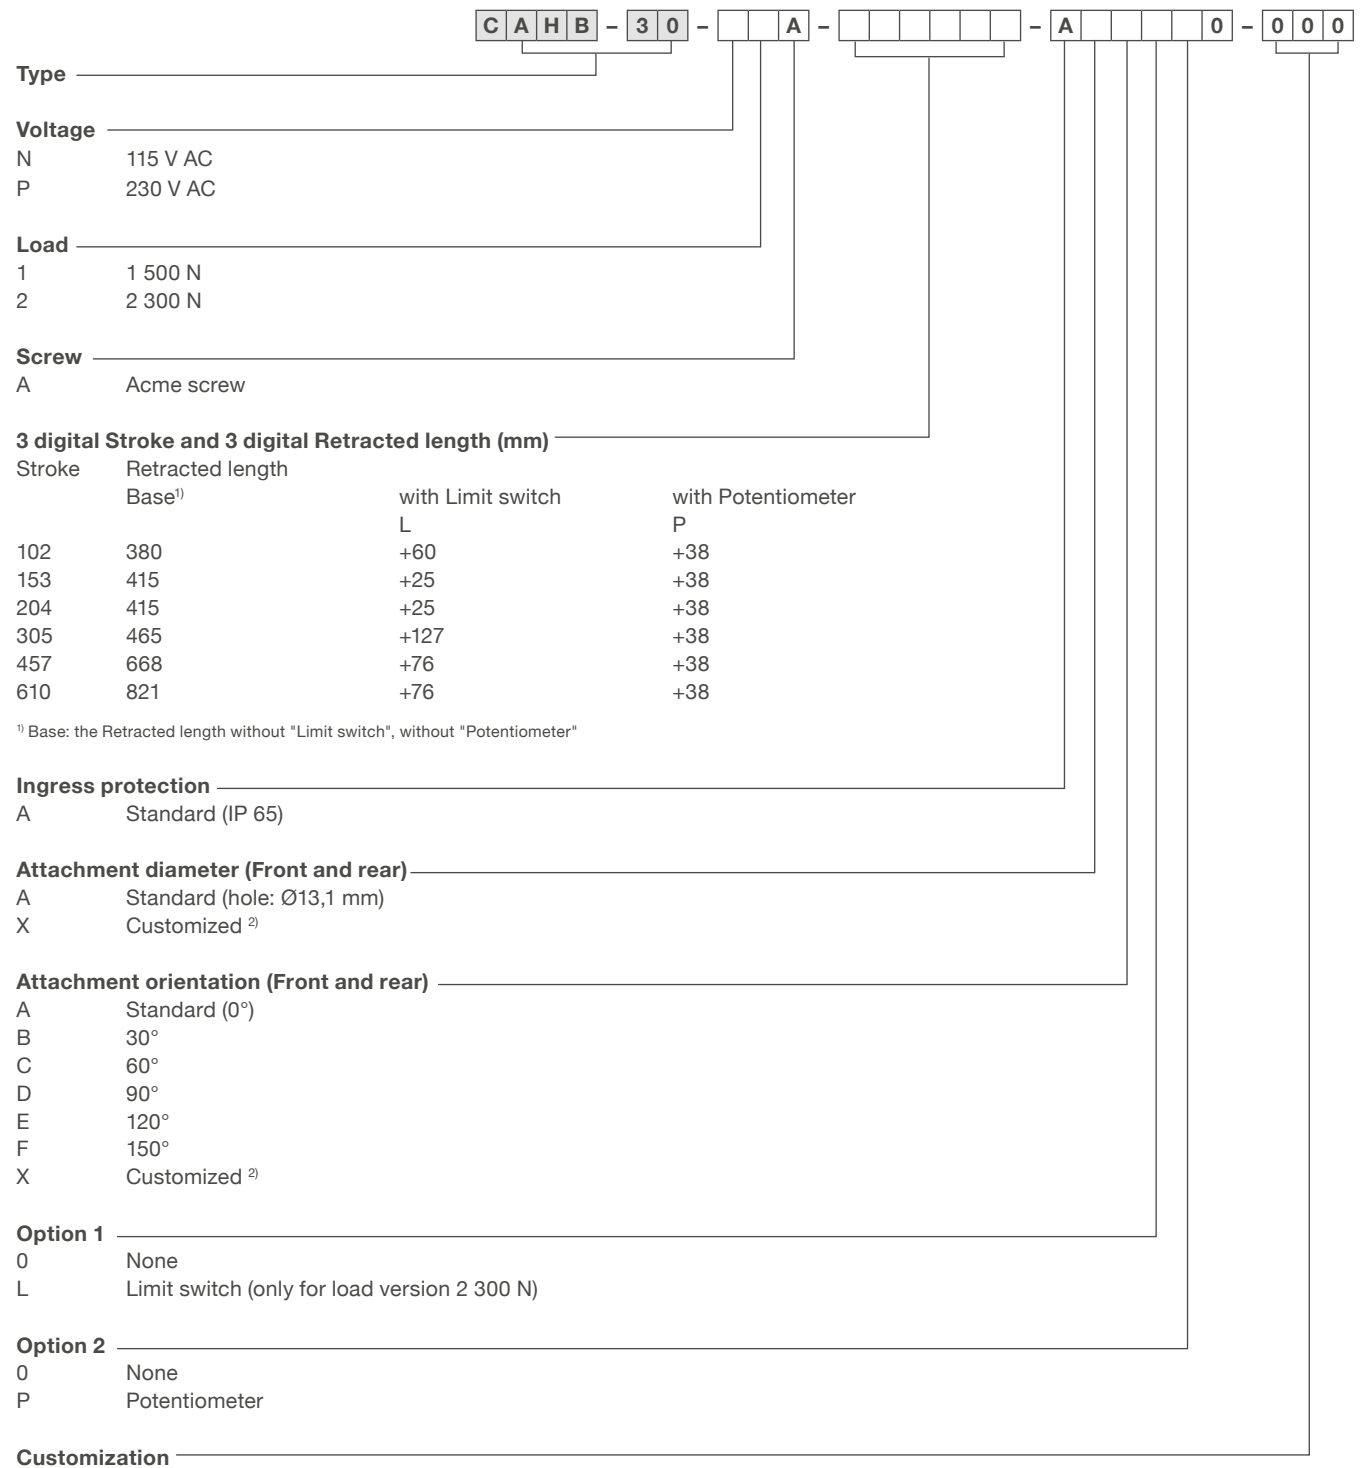 CAHB – 30 – A – – A 0 – 000
Type
Voltage
N 115 V AC
P 230 V AC
Load
1 1 500 N
2 2 300 N
Screw
A Acme screw
3 digital Stroke and 3 digital Retracted length (mm)
Stroke Retracted length
Base1) with Limit switch with Potentiometer
L P
102 380 +60 +38
153 415 +25 +38
204 415 +25 +38
305 465 +127 +38
457 668 +76 +38
610 821 +76 +38
1) Base: the Retracted length without "Limit switch", without "Potentiometer"
Ingress protection
A Standard (IP 65)
Attachment diameter (Front and rear)
A Standard (hole: Ø13,1 mm)
X Customized 2)
Attachment orientation (Front and rear)
A Standard (0°)
B 30°
C 60°
D 90°
E 120°
F 150°
X Customized 2)
Option 1
0 None
L Limit switch (only for load version 2 300 N)
Option 2
0 None
P Potentiometer
Customization